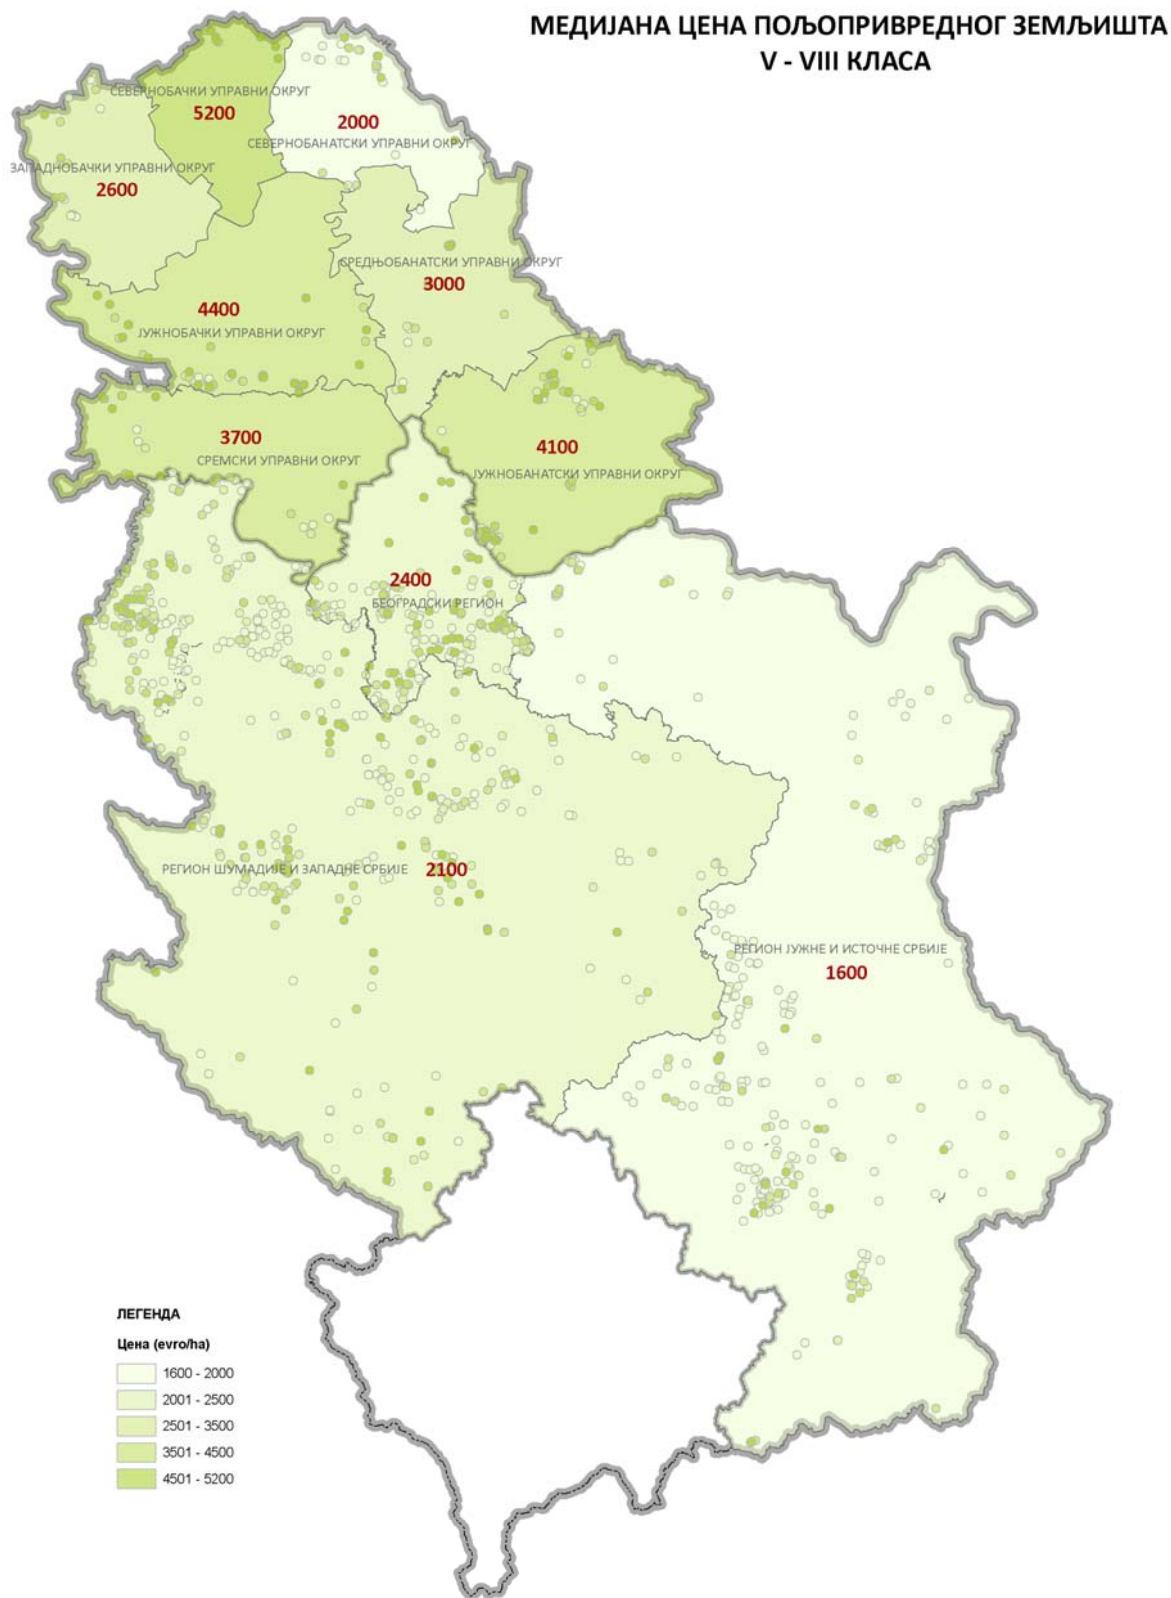 МЕДИЈАНА ЦЕНА ПОЉОПРИВРЕДНОГ ЗЕМЉИШТА
V - VIII КЛАСА
СЕВЕРНОБАЧКИ УПРАВНИ ОКРУГ
5200
2000
СЕВЕРНОБАНАТСКИ УПРАВНИ ОКРУГ
ЗАПАДНОБАЧКИ УПРАВНИ ОКРУГ
2600
СРЕДЊОБАНАТСКИ УПРАВНИ ОКРУГ
3000
4400
ЈУЖНОБАЧКИ УПРАВНИ ОКРУГ
3700
СРЕМСКИ УПРАВНИ ОКРУГ
4100
ЈУЖНОБАНАТСКИ УПРАВНИ ОКРУГ
2400
БЕОГРАДСКИ РЕГИОН
РЕГИОН ШУМАДИЈЕ И ЗАПАДНЕ СРБИЈЕ
2100
РЕГИОН ЈУЖНЕ И ИСТОЧНЕ СРБИЈЕ
1600
ЛЕГЕНДА
Цена (evro/ha)
1600 - 2000
2001 - 2500
2501 - 3500
3501 - 4500
4501 - 5200